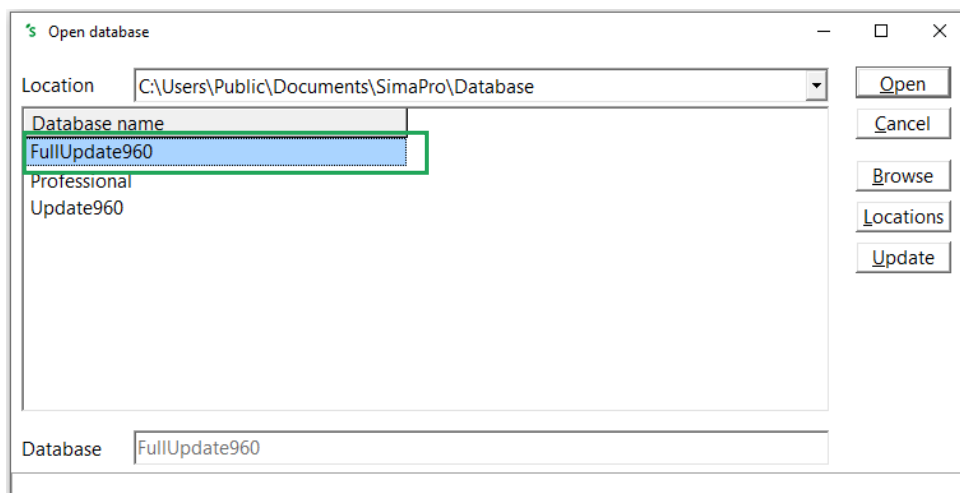 Open database
Location C:\Users\Public\Documents\SimaPro\Database Open
Database name Cancel
FullUpdate960
Professional Browse
Update960 Locations
Update
Database FullUpdate960